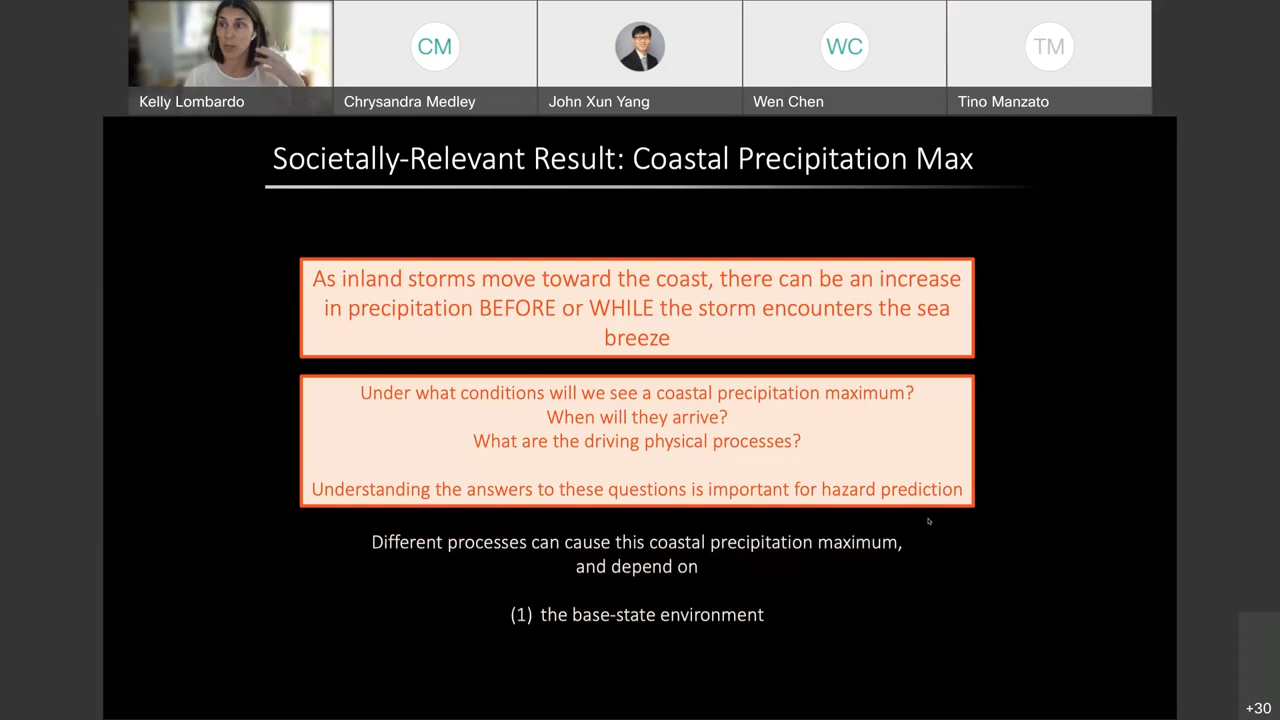 CM
WC
TM
Kelly Lombardo
Chrysandra Medley
John Xun Yang
Wen Chen
Tino Manzato
Societally-Relevant Result: Coastal Precipitation Max
As inland storms move toward the coast, there can be an increase
in precipitation BEFORE or WHILE the storm encounters the sea
breeze
Under what conditions will we see a coastal precipitation maximum?
When will they arrive?
What are the driving physical processes?
Understanding the answers to these questions is important for hazard prediction
Different processes can cause this coastal precipitation maximum,
and depend on
(1) the base-state environment
+30